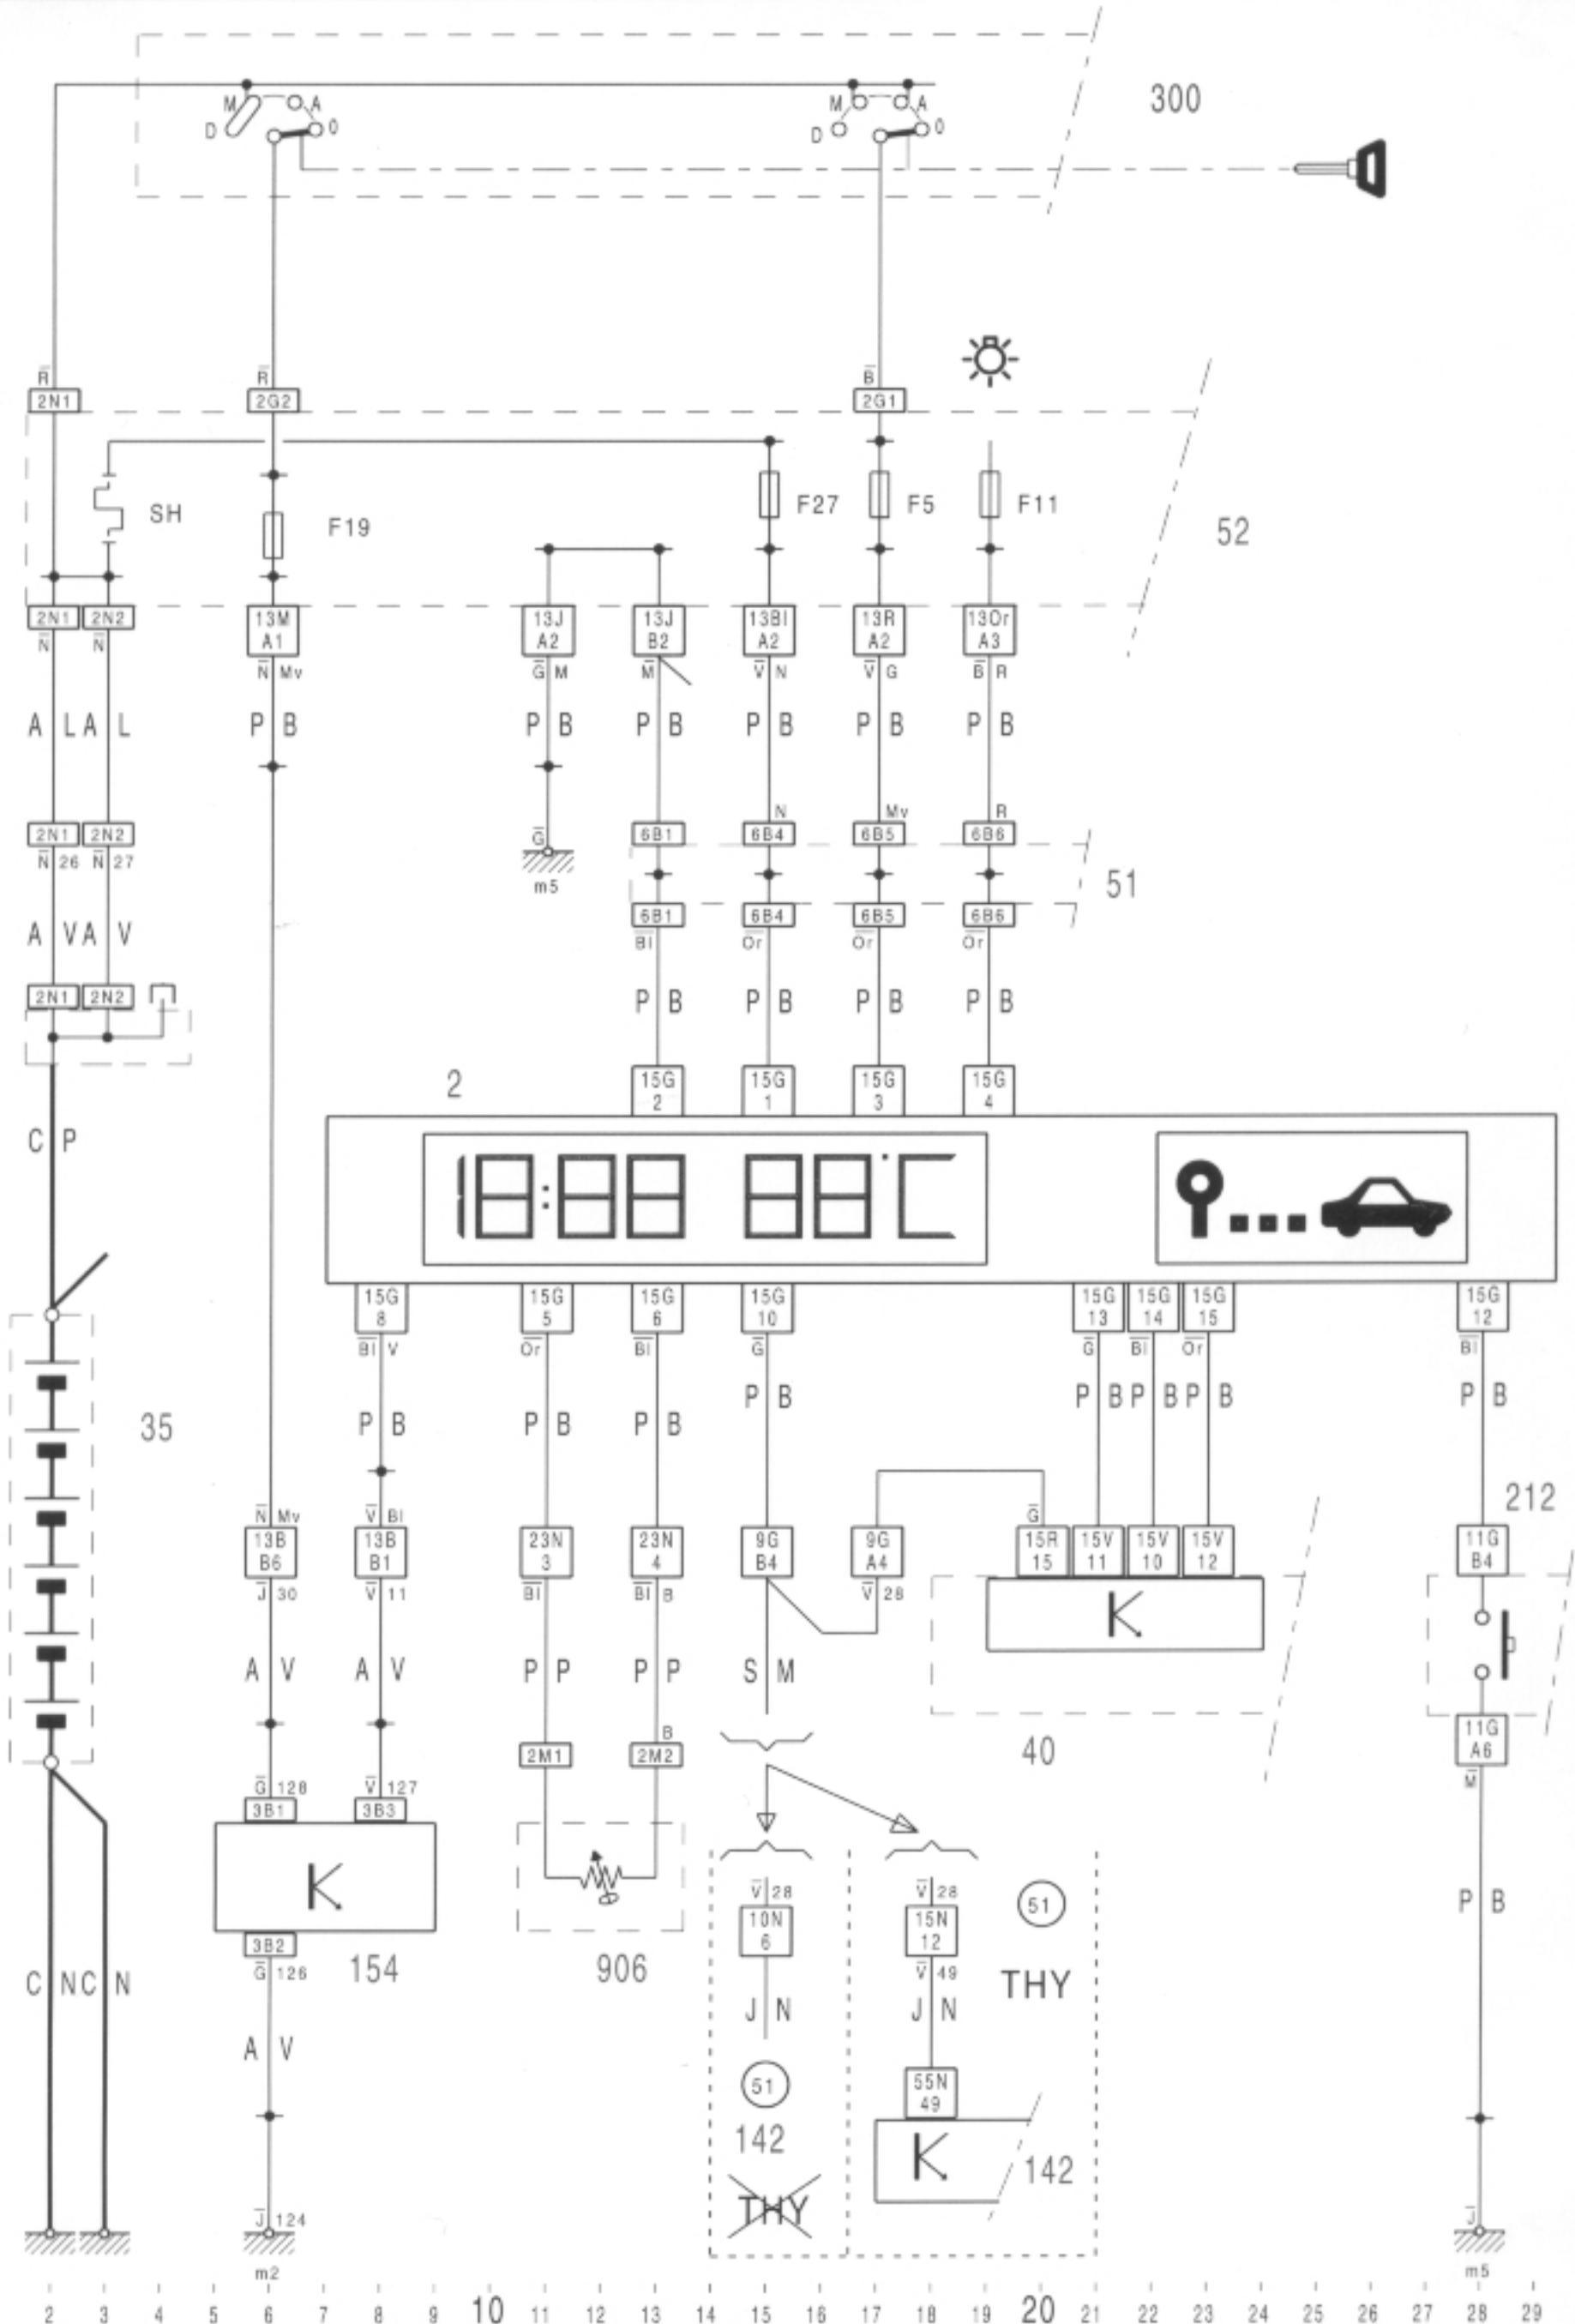 M A M A 300
D O D O
R R B
2N1 2G2 2G1
SH F19 F27 F5 F11 52
2N1 2N2 13M A1 13J A2 13J B2 13Bl A2 13R A2 13Or A3
N N N Mv G M M V N V G B R
A L A L P B P B P B P B P B P B
N Mv R
2N1 2N2 6B1 6B4 6B5 6B6
N 26 N 27 G
m5 51
6B1 6B4 6B5 6B6
A V A V Bl Or Or Or
2N1 2N2 P B P B P B P B
2 15G 2 15G 1 15G 3 15G 4
C P
18:88 88°C
15G 8 15G 5 15G 6 15G 10 15G 13 15G 14 15G 15 15G 12
Bl V Or Bl G G Bl Or Bl
P B P B P B P B P B
35 P B P B P B
212
N Mv V Bl G
13B B6 13B B1 23N 3 23N 4 9G B4 9G A4 15R 15 15V 11 15V 10 15V 12 11G B4
J 30 V 11 Bl Bl B V 28
K
A V A V P P P P S M
B 40 11G A6
2M1 2M2 M
G 128 V 127
3B1 3B3
K
V 28 V 28 51
10N 6 15N 12 P B
3B2 154 906
G 126 V 49 THY
C N C N J N J N
A V
51 55N 49
142 K 142
THY
J 124 J
m2 m5
2 3 4 5 6 7 8 9 10 11 12 13 14 15 16 17 18 19 20 21 22 23 24 25 26 27 28 29